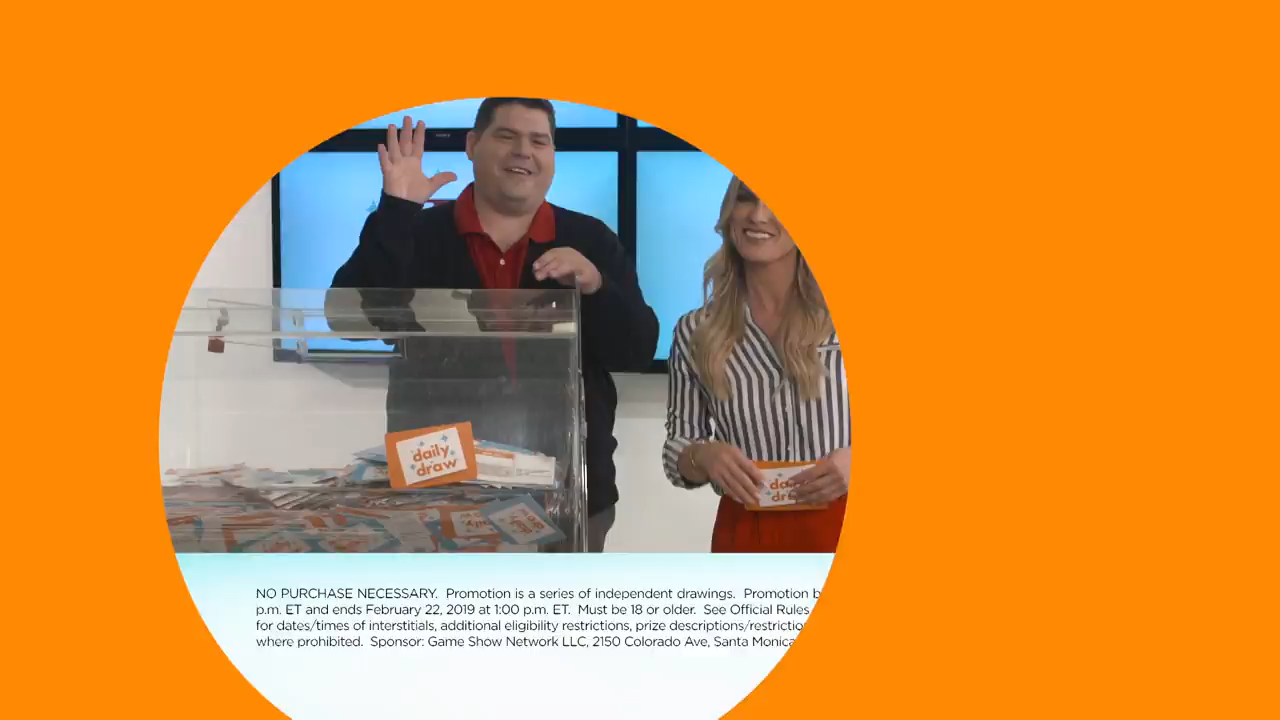 daily
draw
NO PURCHASE NECESSARY. Promotion is a series of independent drawings. Promotion b
p.m. ET and ends February 22, 2019 at 1:00 p.m. ET. Must be 18 or older. See Official Rules
for dates/times of interstitials, additional eligibility restrictions, prize descriptions/restrictio
where prohibited. Sponsor: Game Show Network LLC, 2150 Colorado Ave, Santa Monica